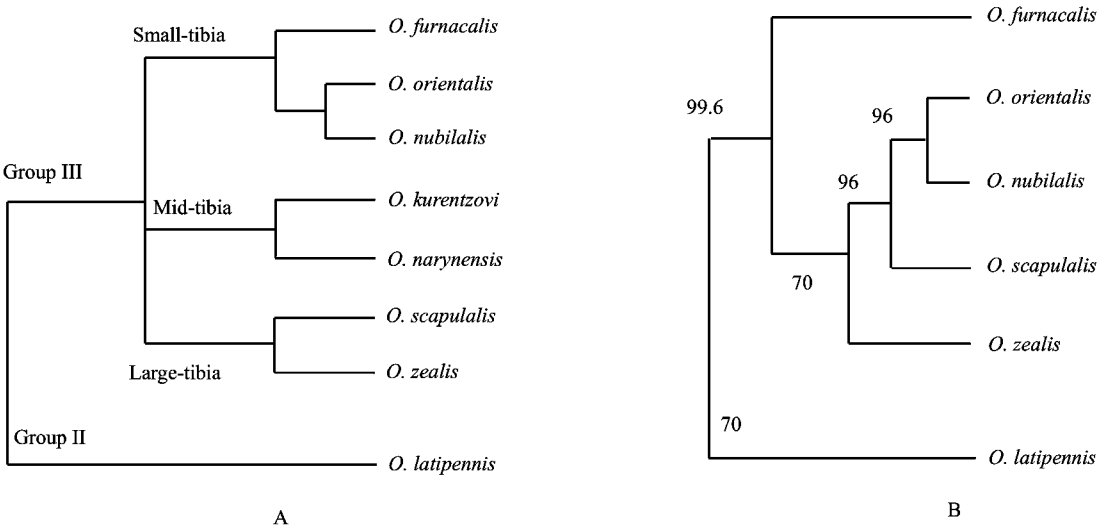 Small-tibia
O. furnacalis
O. orientalis
O. nubilalis
Group III
Mid-tibia
O. kurentzovi
O. narynensis
O. scapulalis
Large-tibia
O. zealis
Group II
O. latipennis
A
O. furnacalis
99.6
96
O. orientalis
96
O. nubilalis
70
O. scapulalis
O. zealis
70
O. latipennis
B